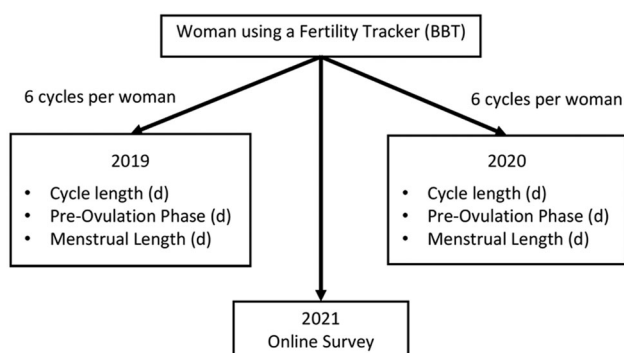 Woman using a Fertility Tracker (BBT)
6 cycles per woman
6 cycles per woman
2019
• Cycle length (d)
• Pre-Ovulation Phase (d)
• Menstrual Length (d)
2020
• Cycle length (d)
• Pre-Ovulation Phase (d)
• Menstrual Length (d)
2021
Online Survey